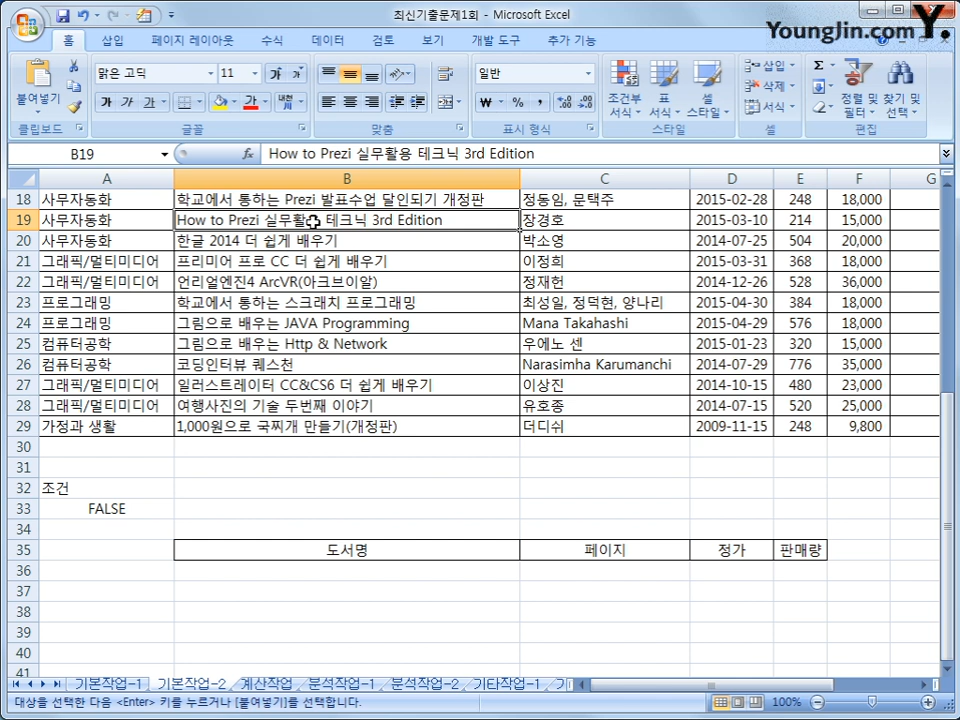 최신기출문제1회 - Microsoft Excel
YoungJin.com Y.
홈 삽입 페이지 레이아웃 수식 데이터 검토 보기 개발 도구 추가 기능
맑은 고딕 11 일반
붙여넣기
가 가 가 가 가 가 내천
조건부 서식 표 서식 셀 스타일
삽입 삭제 서식
정렬 및 필터 찾기 및 선택
클립보드 글꼴 맞춤 표시 형식 스타일 셀 편집
B19 fx How to Prezi 실무활용 테크닉 3rd Edition
A B C D E F G
18 사무자동화 학교에서 통하는 Prezi 발표수업 달인되기 개정판 정동임, 문택주 2015-02-28 248 18,000
19 사무자동화 How to Prezi 실무활용 테크닉 3rd Edition 장경호 2015-03-10 214 15,000
20 사무자동화 한글 2014 더 쉽게 배우기 박소영 2014-07-25 504 20,000
21 그래픽/멀티미디어 프리미어 프로 CC 더 쉽게 배우기 이정희 2015-03-31 368 18,000
22 그래픽/멀티미디어 언리얼엔진4 ArcVR(아크브이알) 정재헌 2014-12-26 528 36,000
23 프로그래밍 학교에서 통하는 스크래치 프로그래밍 최성일, 정덕현, 양나리 2015-04-30 384 18,000
24 프로그래밍 그림으로 배우는 JAVA Programming Mana Takahashi 2015-04-29 576 18,000
25 컴퓨터공학 그림으로 배우는 Http & Network 우에노 센 2015-01-23 320 15,000
26 컴퓨터공학 코딩인터뷰 퀘스천 Narasimha Karumanchi 2014-07-29 776 35,000
27 그래픽/멀티미디어 일러스트레이터 CC&CS6 더 쉽게 배우기 이상진 2014-10-15 480 23,000
28 그래픽/멀티미디어 여행사진의 기술 두번째 이야기 유호종 2014-07-15 520 25,000
29 가정과 생활 1,000원으로 국찌개 만들기(개정판) 더디쉬 2009-11-15 248 9,800
30
31
32 조건
33 FALSE
34
35 도서명 페이지 정가 판매량
36
37
38
39
40
41
기본작업-1 기본작업-2 계산작업 분석작업-1 분석작업-2 기타작업-1 기
대상을 선택한 다음 <Enter> 키를 누르거나 [붙여넣기]를 선택합니다. 100%